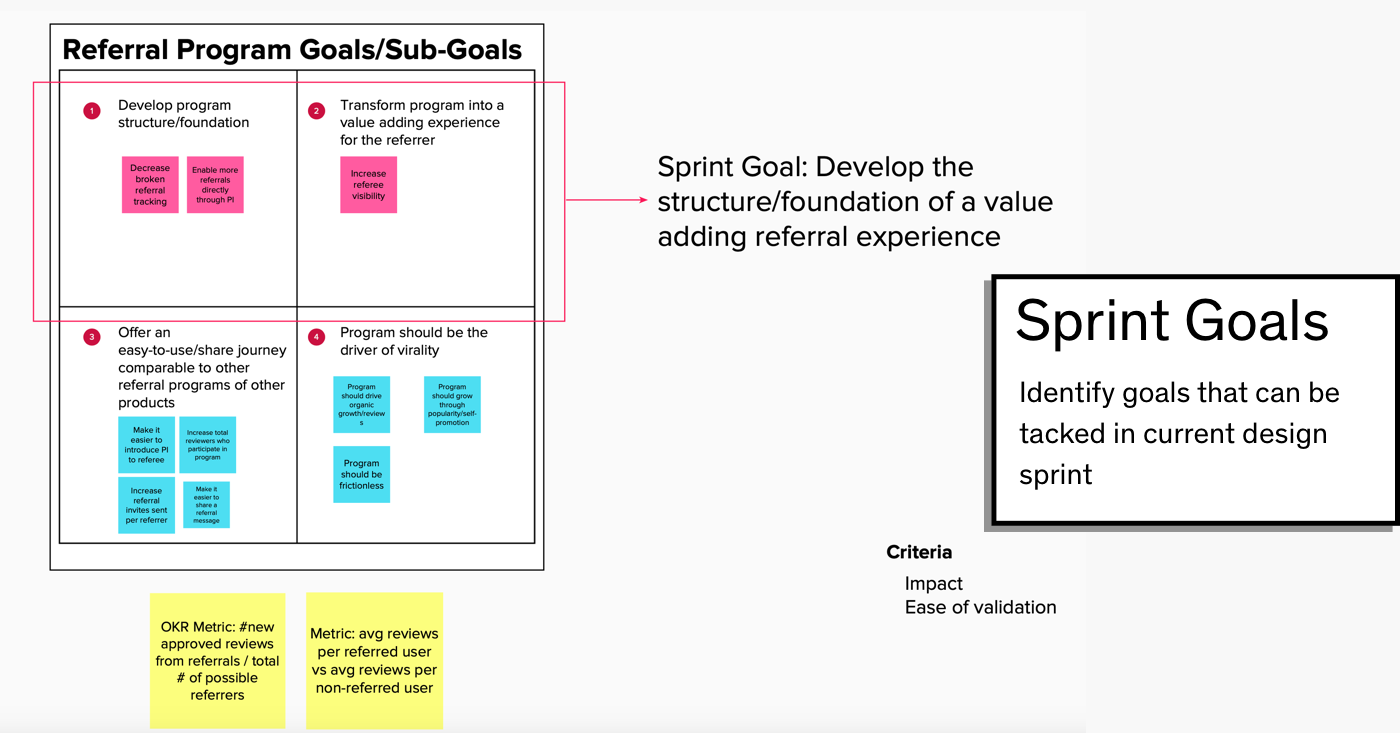 Referral Program Goals/Sub-Goals
1
Develop program
structure/foundation
Decrease
broken
referral
tracking
Enable more
referrals
directly
through PI
2
Transform program into a
value adding experience
for the referrer
Increase
referee
visibility
Sprint Goal: Develop the
structure/foundation of a value
adding referral experience
3
Offer an
easy-to-use/share journey
comparable to other
referral programs of other
products
Make it
easier to
introduce PI
to referee
Increase total
reviewers who
participate in
program
Increase
referral
invites sent
per referrer
Make it
easier to
share a
referral
message
4
Program should be the
driver of virality
Program
should drive
organic
growth/review
s
Program
should grow
through
popularity/self-
promotion
Program
should be
frictionless
Sprint Goals
Identify goals that can be
tacked in current design
sprint
Criteria
Impact
Ease of validation
OKR Metric: #new
approved reviews
from referrals / total
# of possible
referrers
Metric: avg reviews
per referred user
vs avg reviews per
non-referred user